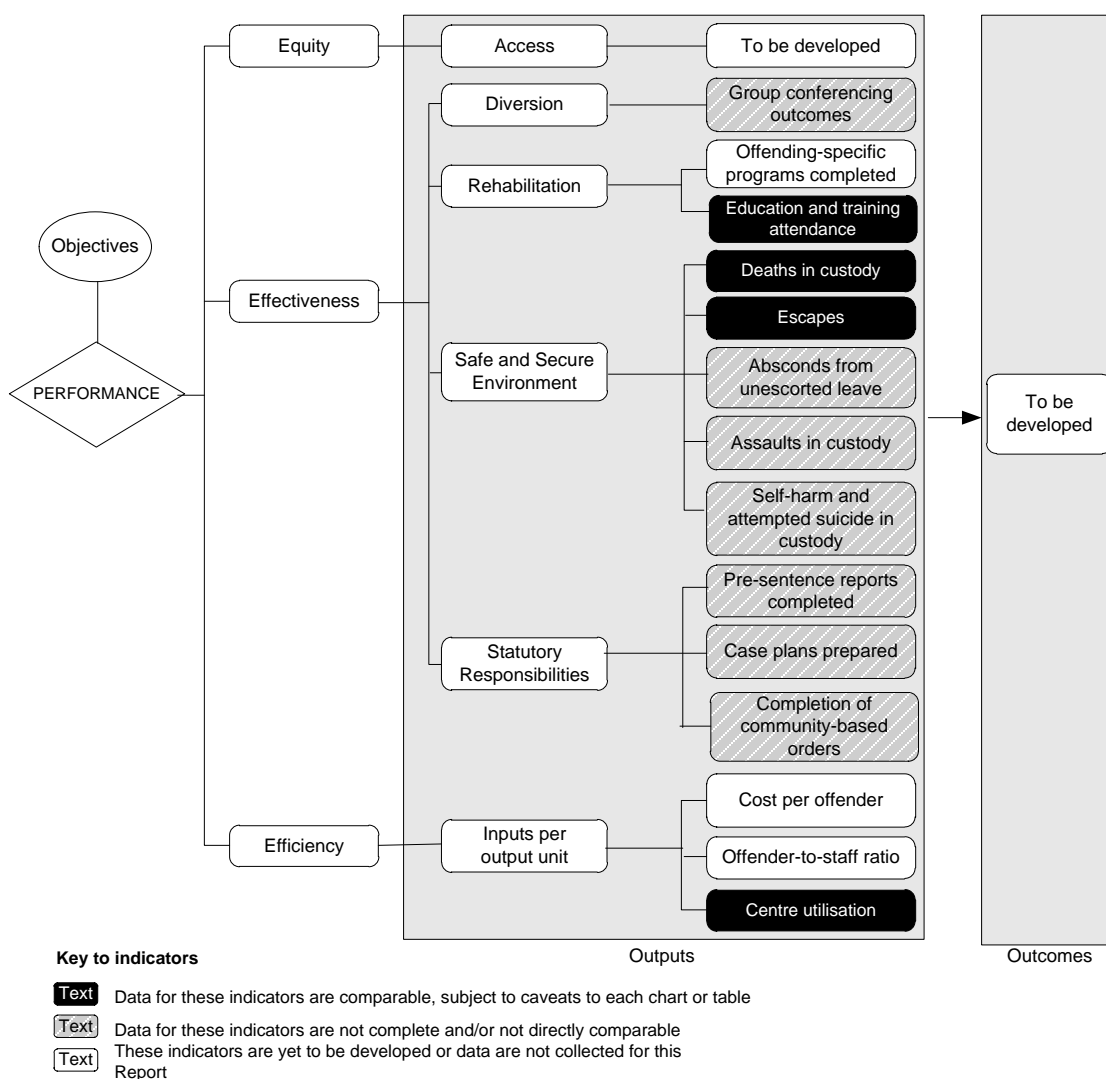 Equity
Access
To be developed
Diversion
Group conferencing
outcomes
Rehabilitation
Offending-specific
programs completed
Education and training
attendance
Objectives
Deaths in custody
Effectiveness
Escapes
Safe and Secure
Environment
Absconds from
unescorted leave
PERFORMANCE
To be
developed
Assaults in custody
Self-harm and
attempted suicide in
custody
Pre-sentence reports
completed
Statutory
Responsibilities
Case plans prepared
Completion of
community-based
orders
Cost per offender
Efficiency
Inputs per
output unit
Offender-to-staff ratio
Centre utilisation
Outputs
Outcomes
Key to indicators
Text Data for these indicators are comparable, subject to caveats to each chart or table
Text Data for these indicators are not complete and/or not directly comparable
Text These indicators are yet to be developed or data are not collected for this
Report